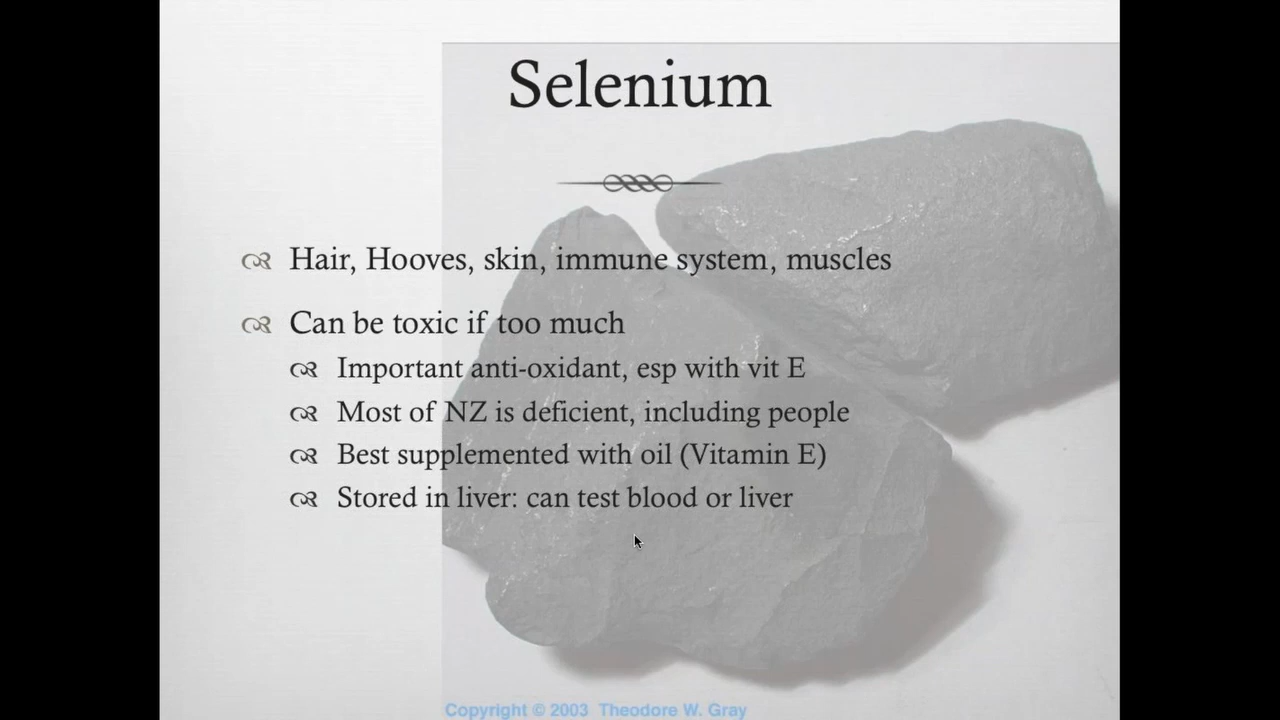 Selenium
Hair, Hooves, skin, immune system, muscles
Can be toxic if too much
Important anti-oxidant, esp with vit E
Most of NZ is deficient, including people
Best supplemented with oil (Vitamin E)
Stored in liver: can test blood or liver
Copyright © 2003 Theodore W. Gray